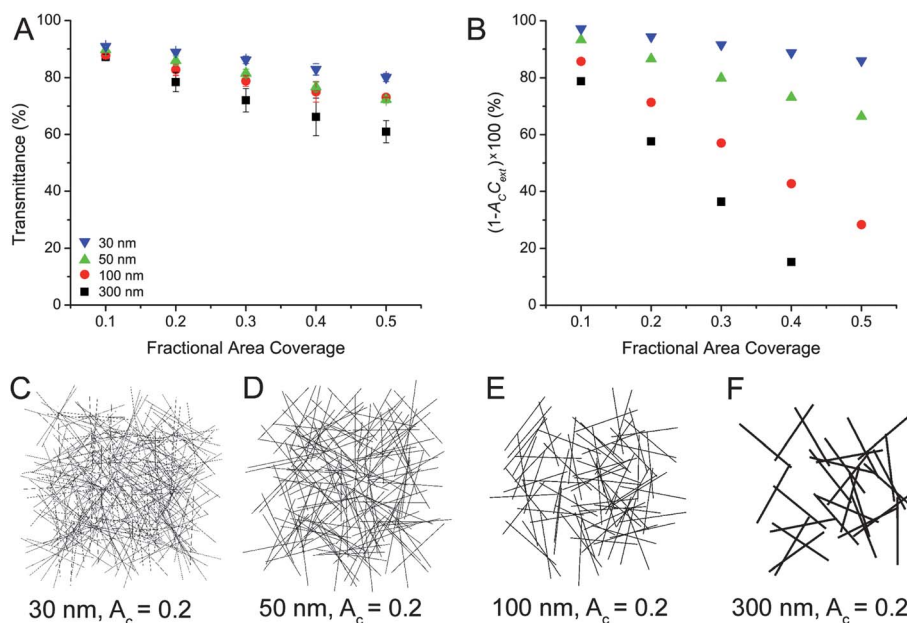 A
Transmittance (%)
100
80
60
40
20
0
30 nm
50 nm
100 nm
300 nm
0.1 0.2 0.3 0.4 0.5
Fractional Area Coverage
B
(1-A_C C_ext)×100 (%)
100
80
60
40
20
0
0.1 0.2 0.3 0.4 0.5
Fractional Area Coverage
C
D
E
F
30 nm, A_c = 0.2
50 nm, A_c = 0.2
100 nm, A_c = 0.2
300 nm, A_c = 0.2